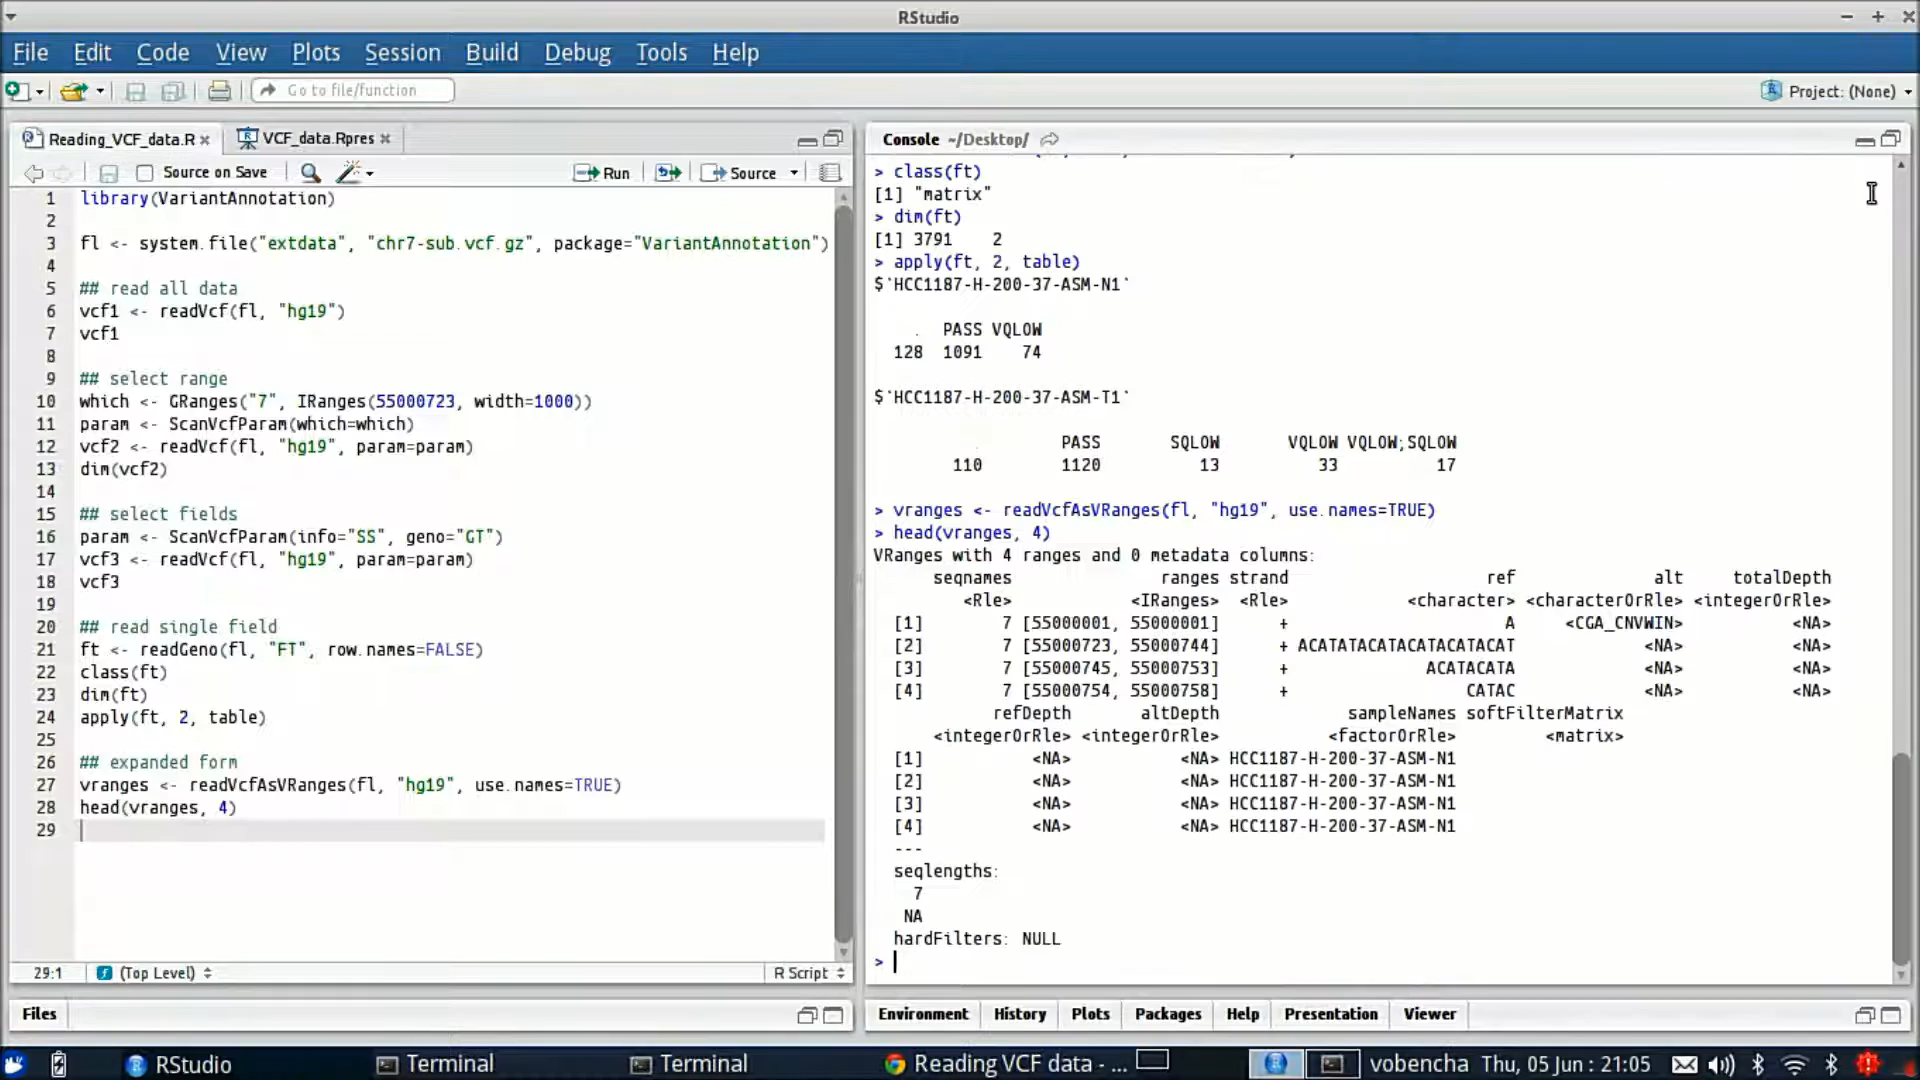 RStudio
File Edit Code View Plots Session Build Debug Tools Help
Go to file/function
Project: (None)
Reading_VCF_data.R
VCF_data.Rpres
Source on Save
Run
Source
1 library(VariantAnnotation)
2
3 fl <- system.file("extdata", "chr7-sub.vcf.gz", package="VariantAnnotation")
4
5 ## read all data
6 vcf1 <- readVcf(fl, "hg19")
7 vcf1
8
9 ## select range
10 which <- GRanges("7", IRanges(55000723, width=1000))
11 param <- ScanVcfParam(which=which)
12 vcf2 <- readVcf(fl, "hg19", param=param)
13 dim(vcf2)
14
15 ## select fields
16 param <- ScanVcfParam(info="SS", geno="GT")
17 vcf3 <- readVcf(fl, "hg19", param=param)
18 vcf3
19
20 ## read single field
21 ft <- readGeno(fl, "FT", row.names=FALSE)
22 class(ft)
23 dim(ft)
24 apply(ft, 2, table)
25
26 ## expanded form
27 vranges <- readVcfAsVRanges(fl, "hg19", use.names=TRUE)
28 head(vranges, 4)
29
29:1 (Top Level) R Script
Files
Console ~/Desktop/
> class(ft)
[1] "matrix"
> dim(ft)
[1] 3791 2
> apply(ft, 2, table)
$`HCC1187-H-200-37-ASM-N1`
. PASS VQLOW
128 1091 74
$`HCC1187-H-200-37-ASM-T1`
. PASS SQLOW VQLOW VQLOW;SQLOW
110 1120 13 33 17
> vranges <- readVcfAsVRanges(fl, "hg19", use.names=TRUE)
> head(vranges, 4)
VRanges with 4 ranges and 0 metadata columns:
seqnames ranges strand ref alt totalDepth
<Rle> <IRanges> <Rle> <character> <characterOrRle> <integerOrRle>
[1] 7 [55000001, 55000001] + A <CGA_CNVWIN> <NA>
[2] 7 [55000723, 55000744] + ACATATACATACATACATACAT <NA> <NA>
[3] 7 [55000745, 55000753] + ACATACATA <NA> <NA>
[4] 7 [55000754, 55000758] + CATAC <NA> <NA>
refDepth altDepth sampleNames softFilterMatrix
<integerOrRle> <integerOrRle> <factorOrRle> <matrix>
[1] <NA> <NA> HCC1187-H-200-37-ASM-N1
[2] <NA> <NA> HCC1187-H-200-37-ASM-N1
[3] <NA> <NA> HCC1187-H-200-37-ASM-N1
[4] <NA> <NA> HCC1187-H-200-37-ASM-N1
---
seqlengths:
7
NA
hardFilters: NULL
>
Environment History Plots Packages Help Presentation Viewer
RStudio Terminal Terminal Reading VCF data - ... vobencha Thu, 05 Jun : 21:05